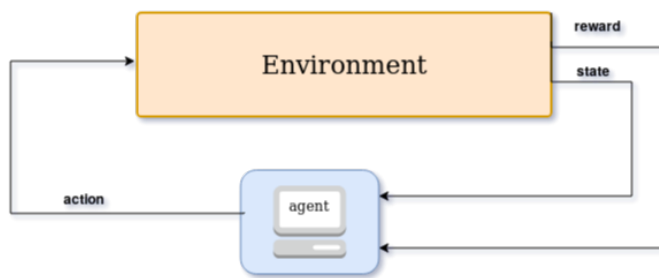 reward
Environment
state
action
agent